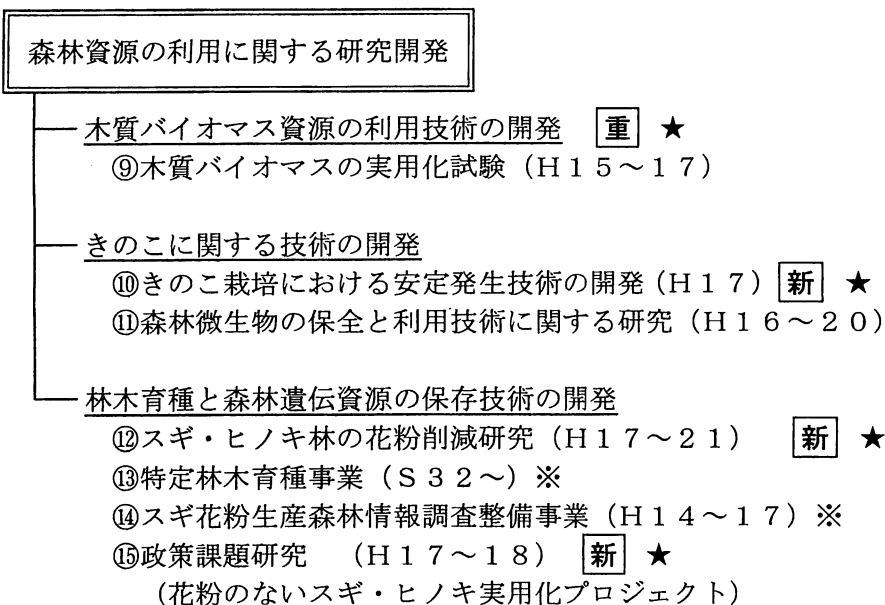 森林資源の利用に関する研究開発
木質バイオマス資源の利用技術の開発 重 ★
⑨木質バイオマスの実用化試験（H15～17）
きのこに関する技術の開発
⑩きのこ栽培における安定発生技術の開発（H17）新 ★
⑪森林微生物の保全と利用技術に関する研究（H16～20）
林木育種と森林遺伝資源の保存技術の開発
⑫スギ・ヒノキ林の花粉削減研究（H17～21） 新 ★
⑬特定林木育種事業（S32～）※
⑭スギ花粉生産森林情報調査整備事業（H14～17）※
⑮政策課題研究 （H17～18） 新 ★
（花粉のないスギ・ヒノキ実用化プロジェクト）